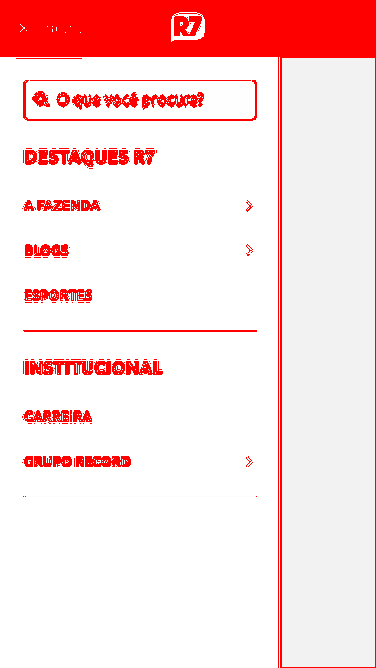 R7
O que você procura?
DESTAQUES R7
A FAZENDA
BLOGS
ESPORTES
INSTITUCIONAL
CARREIRA
GRUPO RECORD